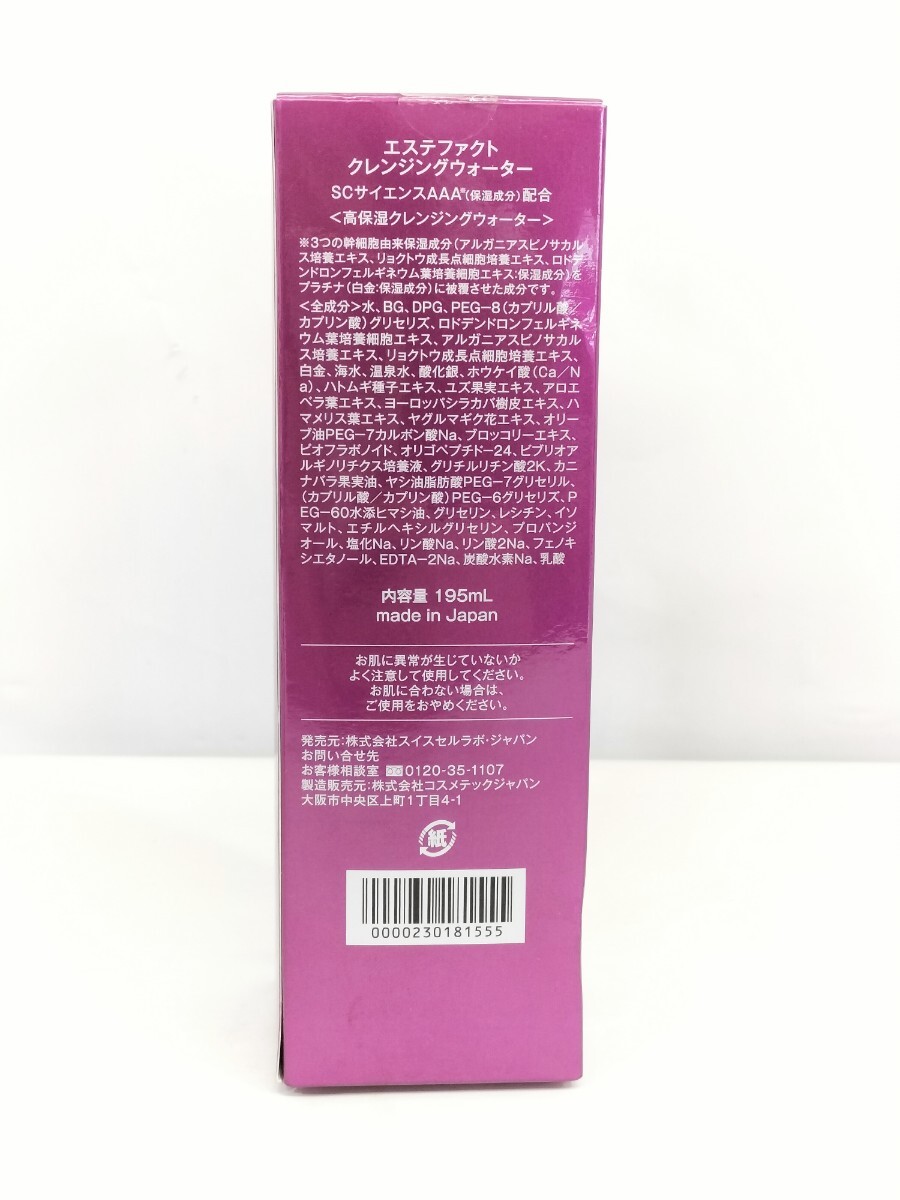 エステファクト
クレンジングウォーター
SCサイエンスAAA※(保湿成分)配合
＜高保湿クレンジングウォーター＞
※3つの幹細胞由来保湿成分(アルガニアスピノサカル
ス培養エキス、リョクトウ成長点細胞培養エキス、ロドデ
ンドロンフェルギネウム葉培養細胞エキス:保湿成分)を
プラチナ(白金:保湿成分)に被覆させた成分です。
＜全成分＞水、BG、DPG、PEG-8(カプリル酸／
カプリン酸)グリセリズ、ロドデンドロンフェルギネ
ウム葉培養細胞エキス、アルガニアスピノサカル
ス培養エキス、リョクトウ成長点細胞培養エキス、
白金、海水、温泉水、酸化銀、ホウケイ酸(Ca／N
a)、ハトムギ種子エキス、ユズ果実エキス、アロエ
ベラ葉エキス、ヨーロッパシラカバ樹皮エキス、ハ
マメリス葉エキス、ヤグルマギク花エキス、オリー
ブ油PEG-7カルボン酸Na、ブロッコリーエキス、
ビオフラボノイド、オリゴペプチド-24、ビブリオア
ルギノリチクス培養液、グリチルリチン酸2K、カニ
ナバラ果実油、ヤシ油脂肪酸PEG-7グリセリル、
(カプリル酸／カプリン酸)PEG-6グリセリズ、P
EG-60水添ヒマシ油、グリセリン、レシチン、イソ
マルト、エチルヘキシルグリセリン、プロパンジ
オール、塩化Na、リン酸Na、リン酸2Na、フェノキ
シエタノール、EDTA-2Na、炭酸水素Na、乳酸
内容量 195mL
made in Japan
お肌に異常が生じていないか
よく注意して使用してください。
お肌に合わない場合は、
ご使用をおやめください。
発売元:株式会社スイスセルラボ・ジャパン
お問い合せ先
お客様相談室 0120-35-1107
製造販売元:株式会社コスメテックジャパン
大阪市中央区上町1丁目4-1
紙
0000230181555